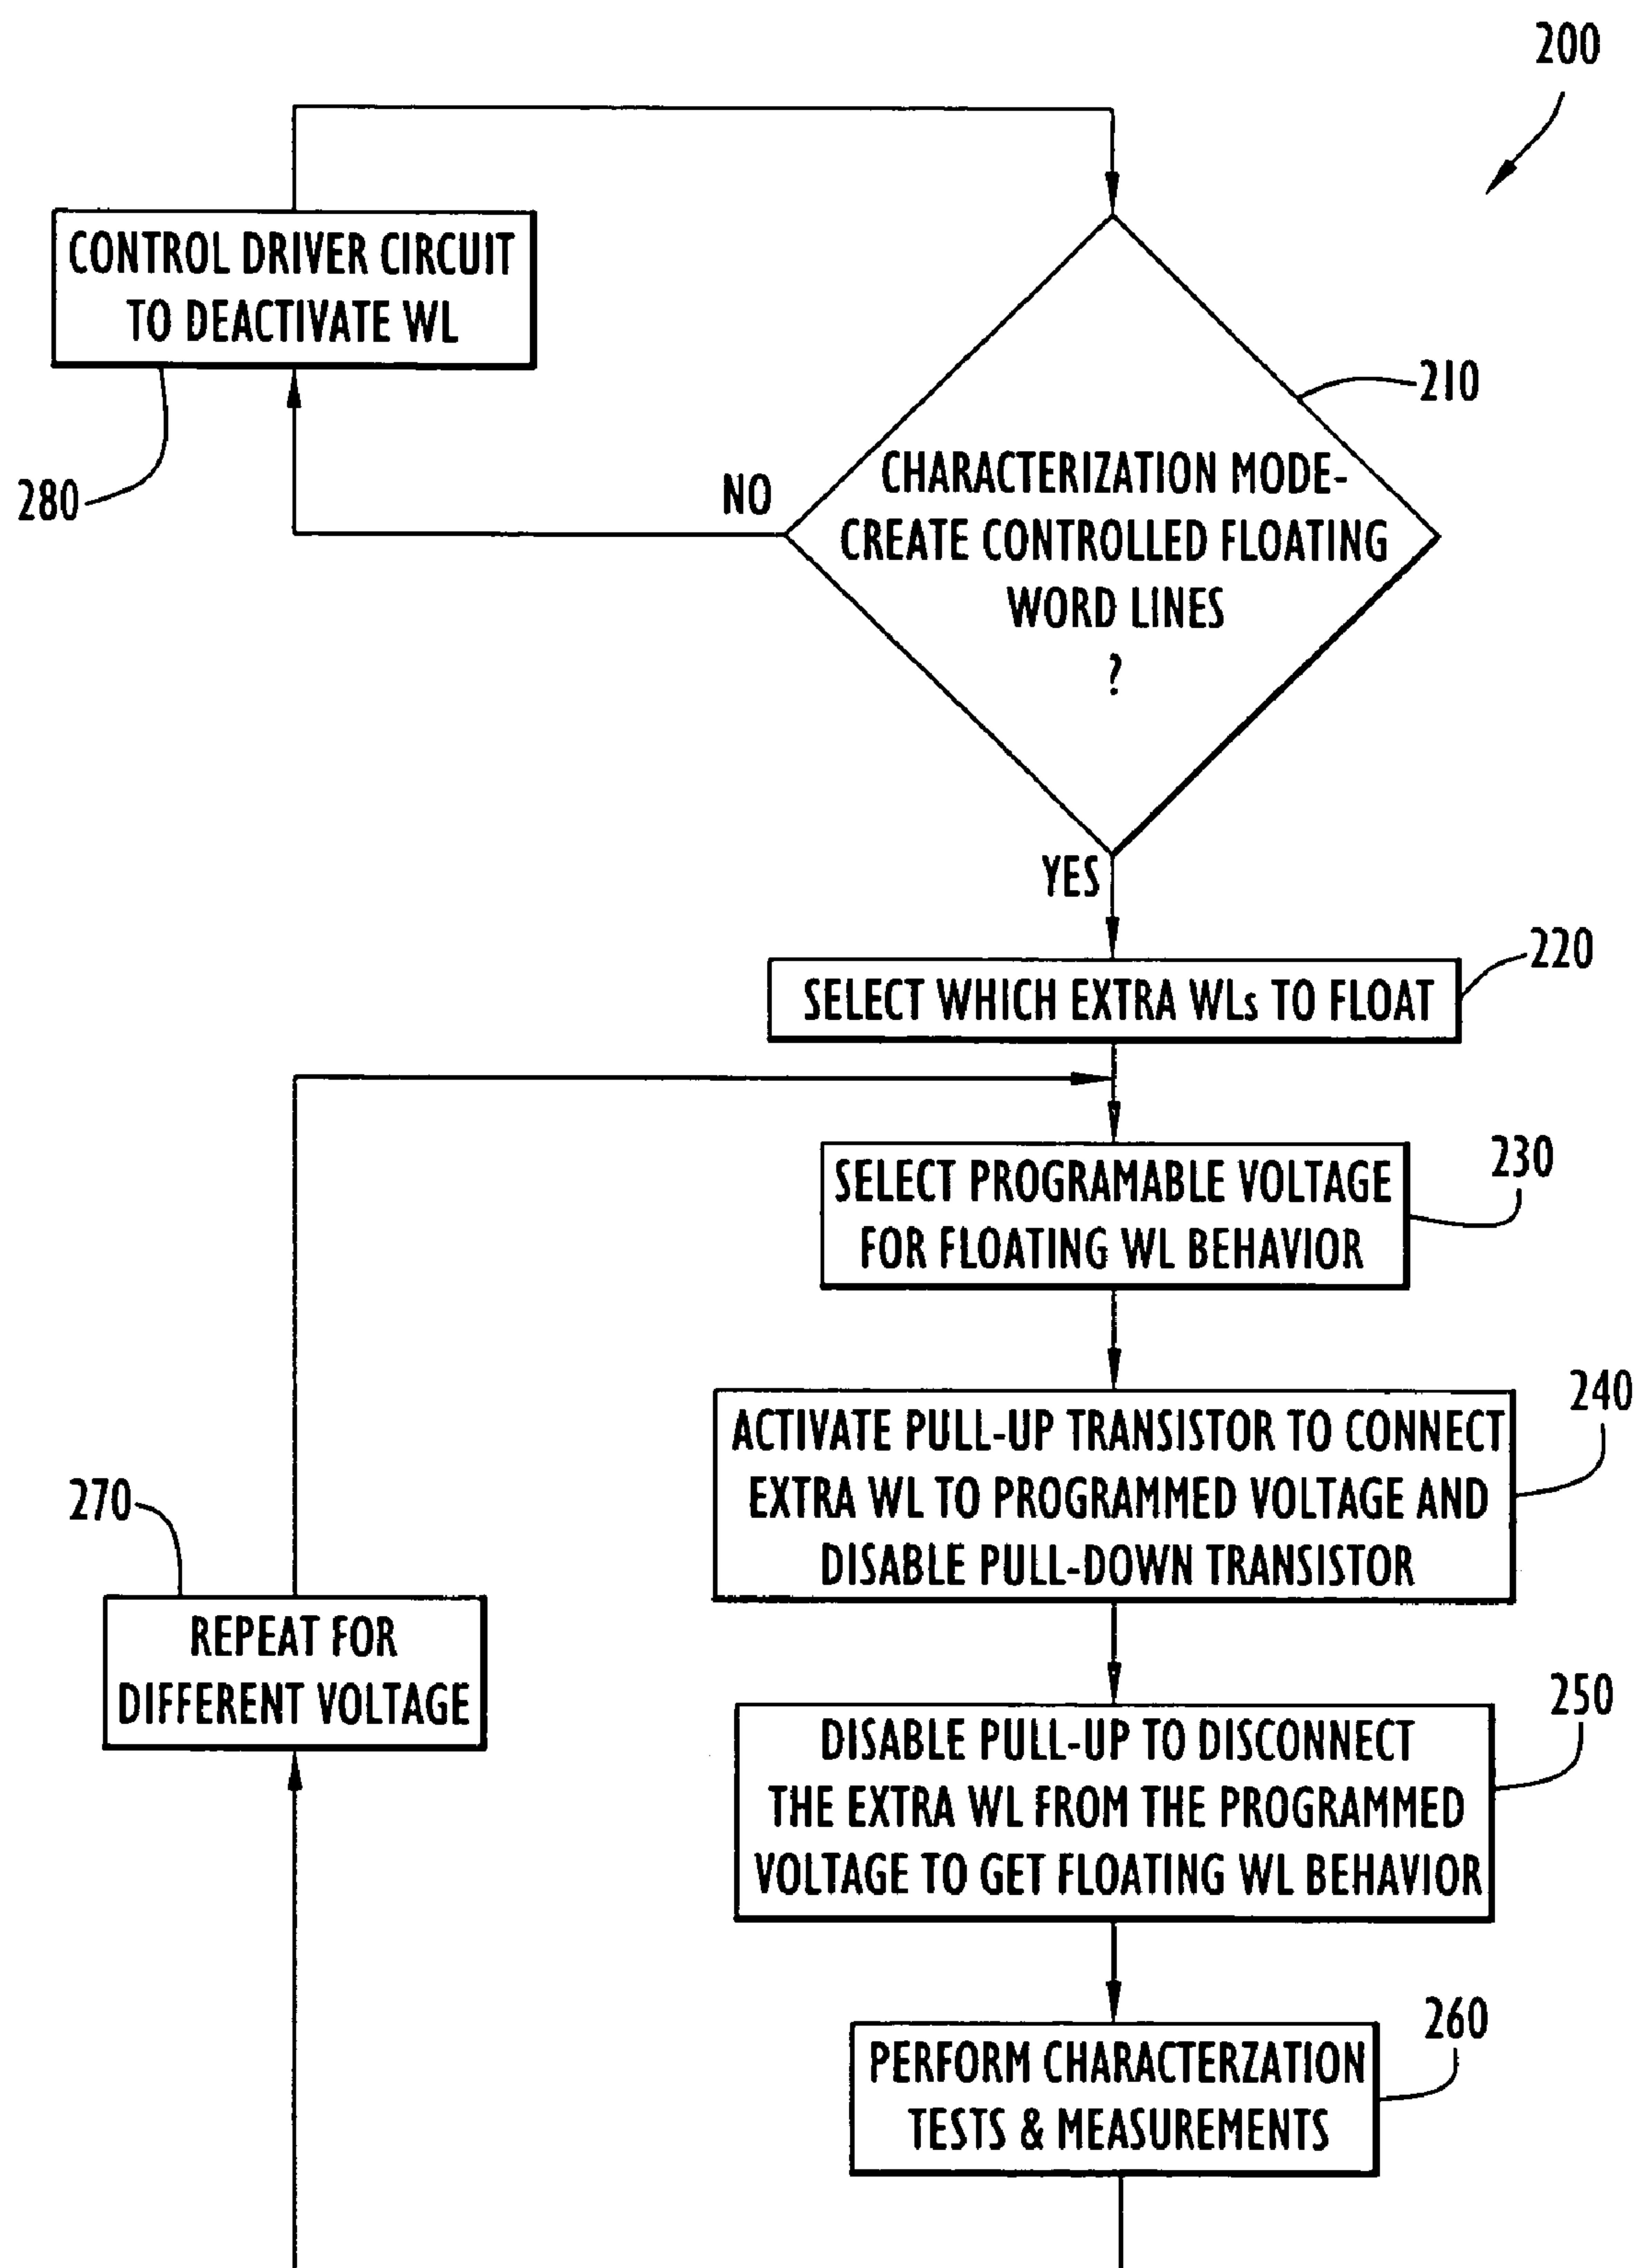 200
CONTROL DRIVER CIRCUIT
TO DEACTIVATE WL
280
210
NO
CHARACTERIZATION MODE-
CREATE CONTROLLED FLOATING
WORD LINES
?
YES
220
SELECT WHICH EXTRA WLs TO FLOAT
230
SELECT PROGRAMABLE VOLTAGE
FOR FLOATING WL BEHAVIOR
240
ACTIVATE PULL-UP TRANSISTOR TO CONNECT
EXTRA WL TO PROGRAMMED VOLTAGE AND
DISABLE PULL-DOWN TRANSISTOR
270
REPEAT FOR
DIFFERENT VOLTAGE
250
DISABLE PULL-UP TO DISCONNECT
THE EXTRA WL FROM THE PROGRAMMED
VOLTAGE TO GET FLOATING WL BEHAVIOR
260
PERFORM CHARACTERZATION
TESTS & MEASUREMENTS